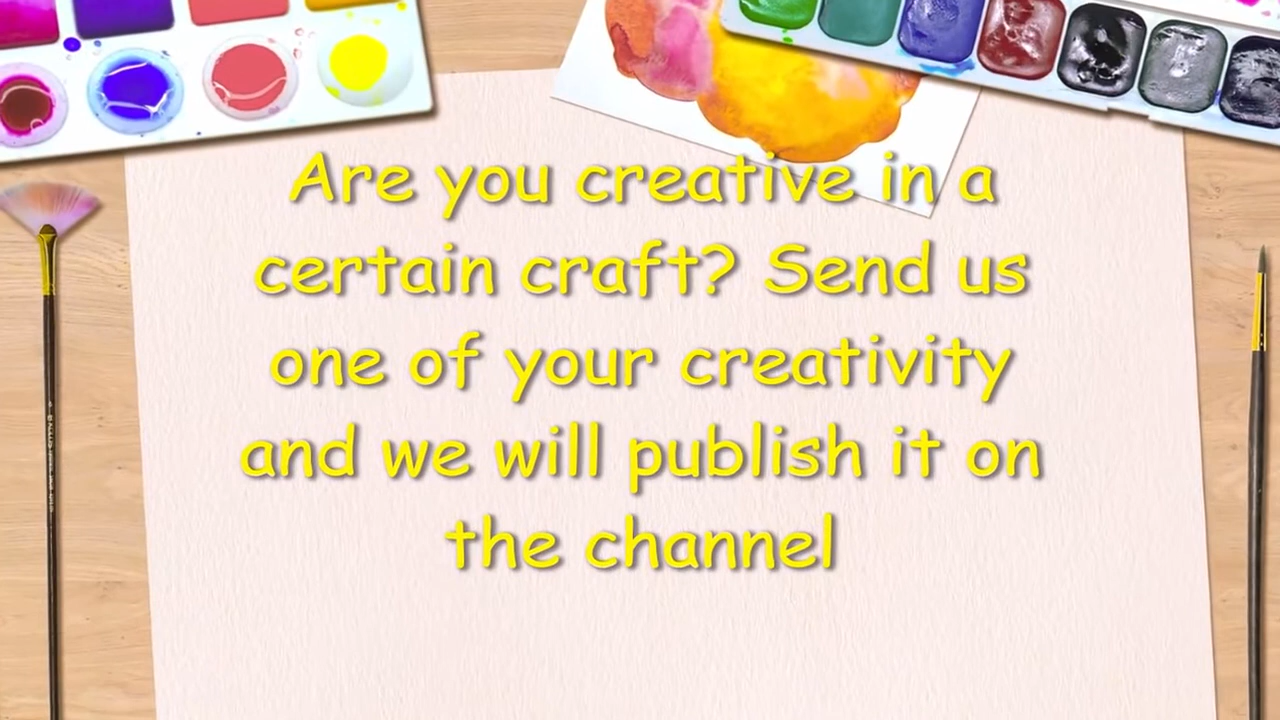 Are you creative in a
certain craft? Send us
one of your creativity
and we will publish it on
the channel